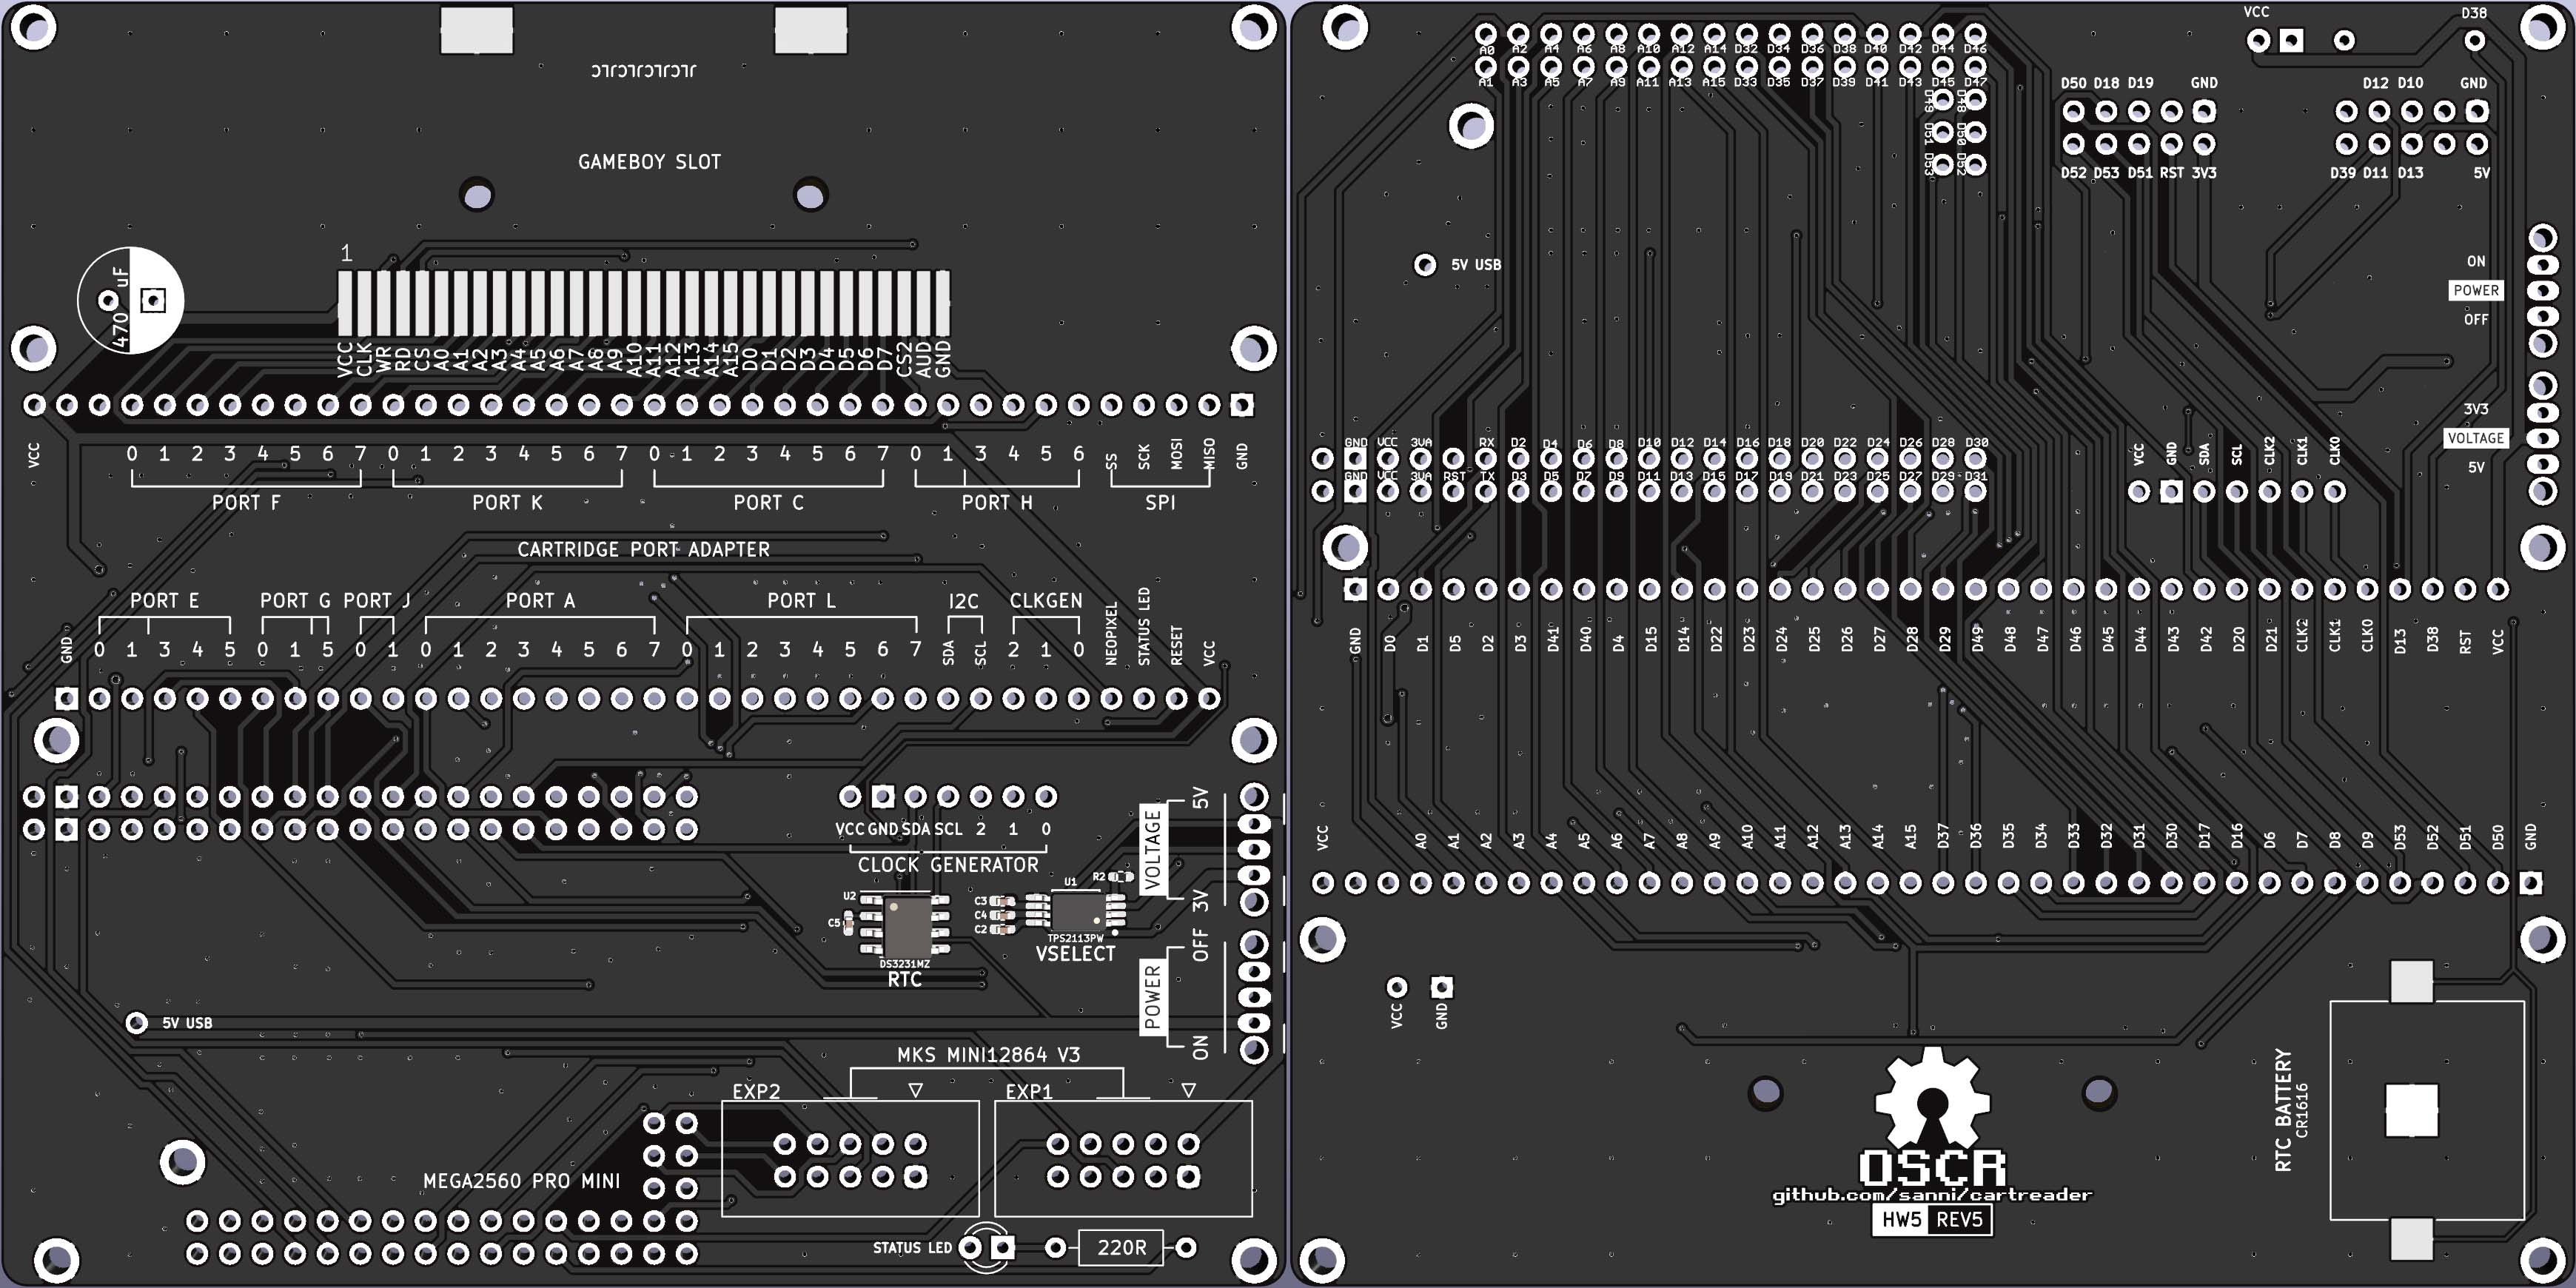 JLCJLCJLCJLC
GAMEBOY SLOT
470 uF
1
VCC CLK WR RD CS A0 A1 A2 A3 A4 A5 A6 A7 A8 A9 A10 A11 A12 A13 A14 A15 D0 D1 D2 D3 D4 D5 D6 D7 CS2 AUD GND
VCC 0 1 2 3 4 5 6 7 0 1 2 3 4 5 6 7 0 1 2 3 4 5 6 7 0 1 3 4 5 6 SS SCK MOSI MISO GND
PORT F PORT K PORT C PORT H SPI
CARTRIDGE PORT ADAPTER
PORT E PORT G PORT J PORT A PORT L I2C CLKGEN
GND 0 1 3 4 5 0 1 5 0 1 0 1 2 3 4 5 6 7 0 1 2 3 4 5 6 7 SDA SCL 2 1 0 NEOPIXEL STATUS LED RESET VCC
VCC GND SDA SCL 2 1 0
CLOCK GENERATOR
5V
VOLTAGE
3V
R2
U1
C3
C4
C2
TPS2113PW
VSELECT
U2
C5
DS3231MZ
RTC
OFF
POWER
ON
5V USB
MKS MINI12864 V3
EXP2 EXP1
MEGA2560 PRO MINI
STATUS LED 220R
A0 A2 A4 A6 A8 A10 A12 A14 D32 D34 D36 D38 D40 D42 D44 D46
A1 A3 A5 A7 A9 A11 A13 A15 D33 D35 D37 D39 D41 D43 D45 D47
D49 D48
D51 D50
D53 D52
VCC D38
D50 D18 D19 GND
D52 D53 D51 RST 3V3
D12 D10 GND
D39 D11 D13 5V
5V USB
ON
POWER
OFF
3V3
VOLTAGE
5V
GND VCC 3VA RX D2 D4 D6 D8 D10 D12 D14 D16 D18 D20 D22 D24 D26 D28 D30
GND VCC 3VA RST TX D3 D5 D7 D9 D11 D13 D15 D17 D19 D21 D23 D25 D27 D29 D31
VCC GND SDA SCL CLK2 CLK1 CLK0
GND D0 D1 D5 D2 D3 D41 D40 D4 D15 D14 D22 D23 D24 D25 D26 D27 D28 D29 D49 D48 D47 D46 D45 D44 D43 D42 D20 D21 CLK2 CLK1 CLK0 D13 D38 RST VCC
VCC A0 A1 A2 A3 A4 A5 A6 A7 A8 A9 A10 A11 A12 A13 A14 A15 D37 D36 D35 D34 D33 D32 D31 D30 D17 D16 D6 D7 D8 D9 D53 D52 D51 D50 GND
VCC GND
OSCR
github.com/sanni/cartreader
HW5 REV5
RTC BATTERY
CR1616